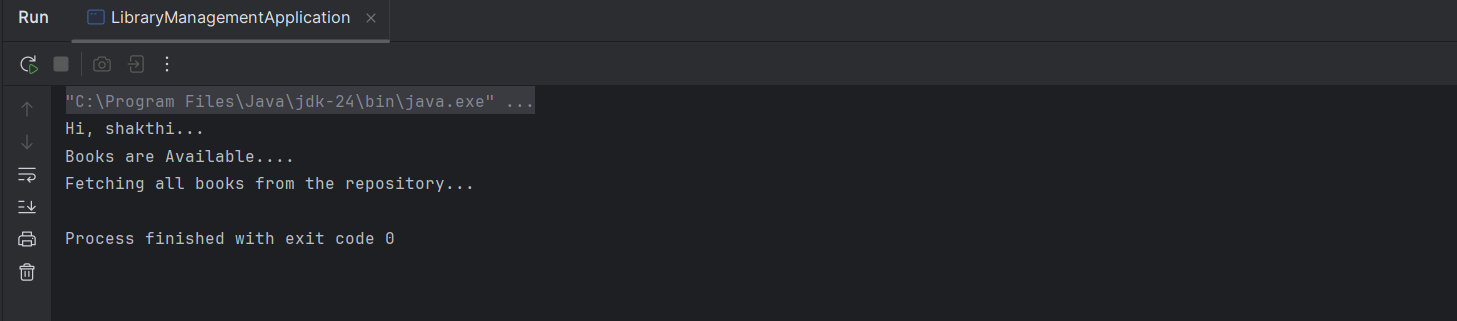 Run LibraryManagementApplication
"C:\Program Files\Java\jdk-24\bin\java.exe" ...
Hi, shakthi...
Books are Available....
Fetching all books from the repository...
Process finished with exit code 0